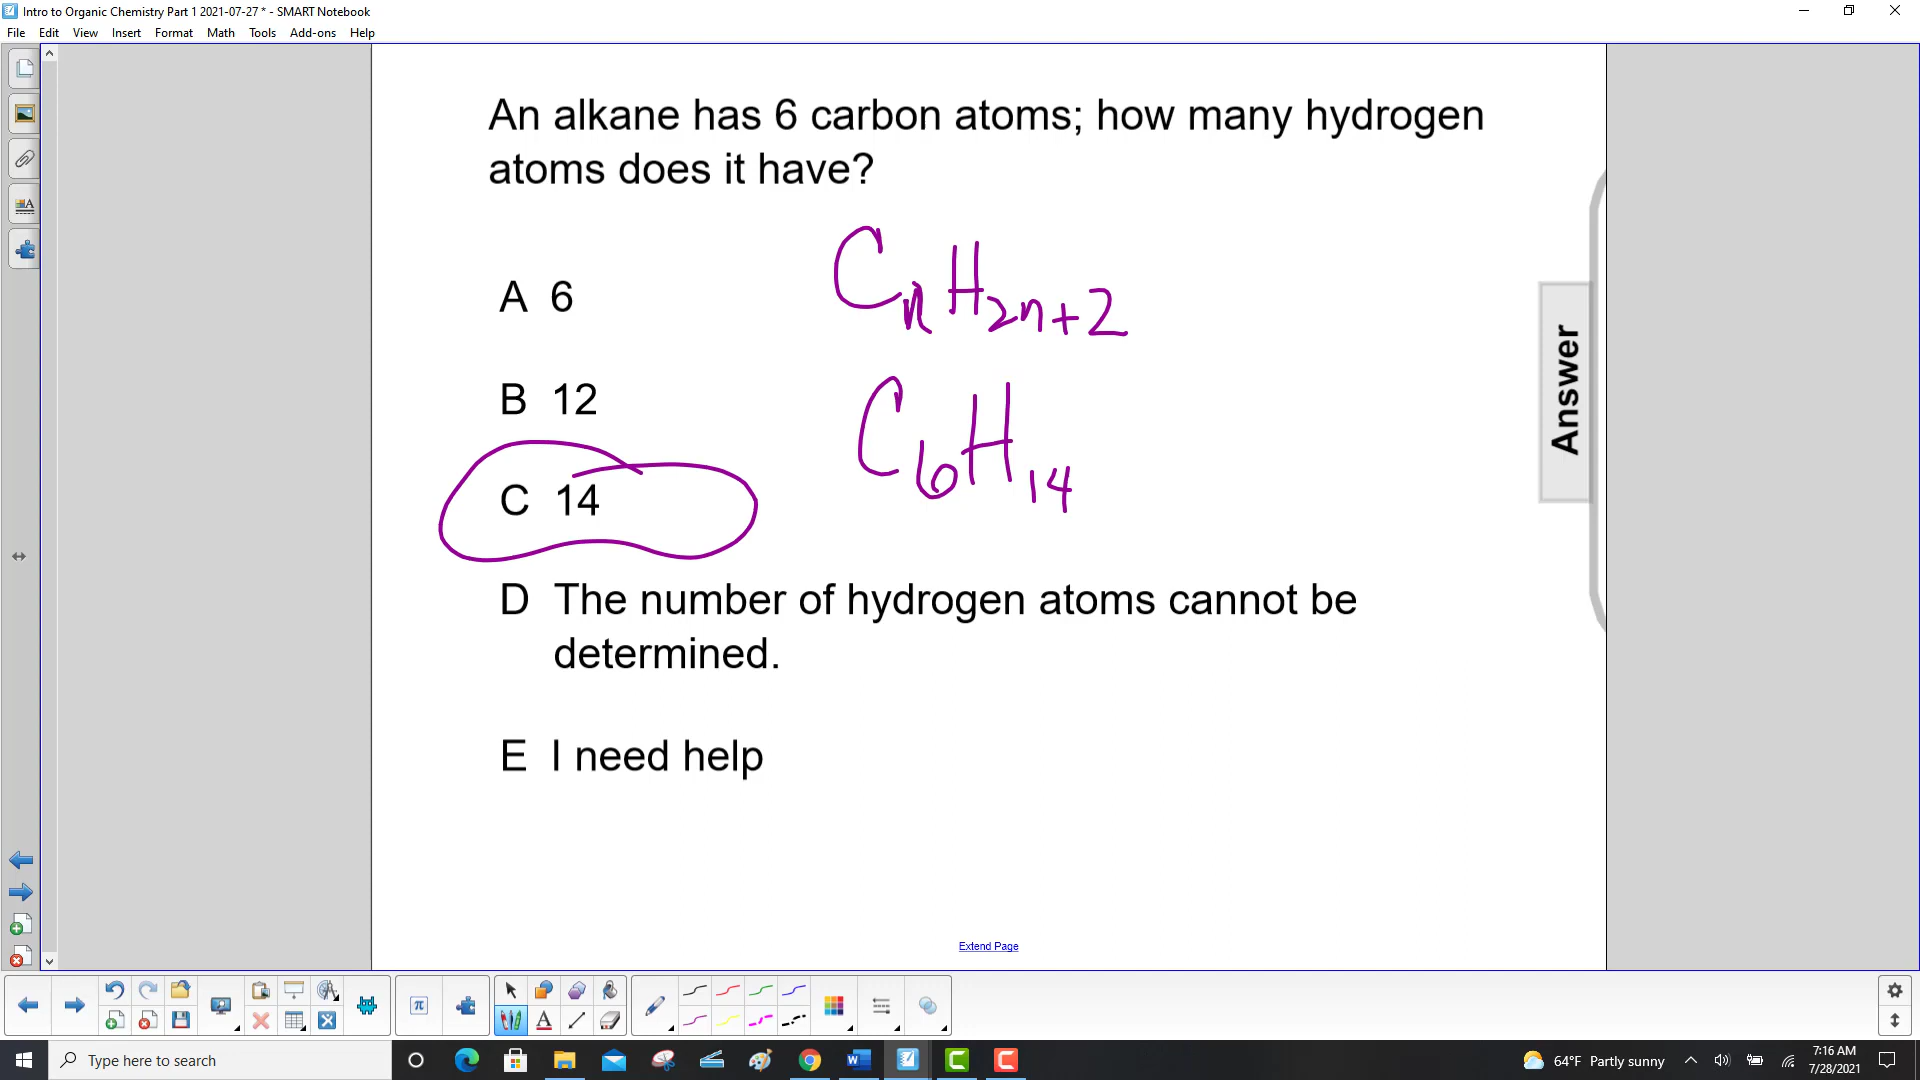 Intro to Organic Chemistry Part 1 2021-07-27 * - SMART Notebook
File Edit View Insert Format Math Tools Add-ons Help
An alkane has 6 carbon atoms; how many hydrogen
atoms does it have?
CnH2n+2
A 6
B 12
C6H14
C 14
D The number of hydrogen atoms cannot be
determined.
E I need help
Answer
Extend Page
Type here to search
64°F Partly sunny
7:16 AM
7/28/2021